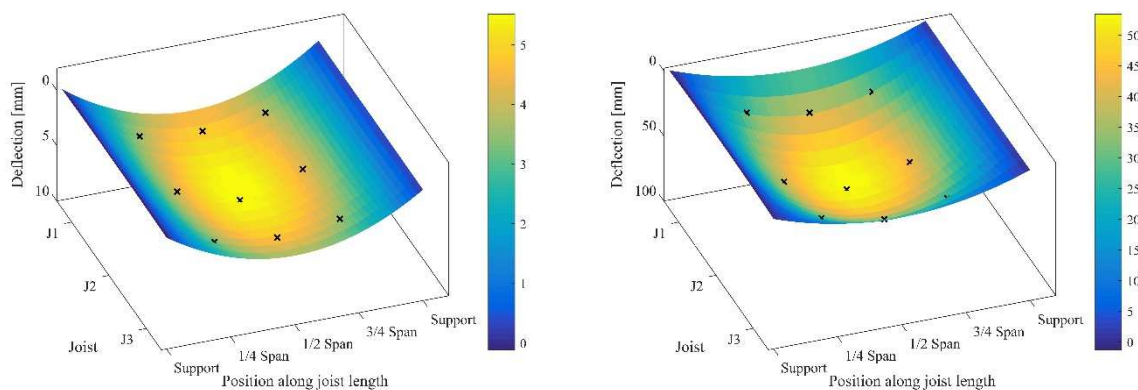 0
5
10
Deflection [mm]
J1
J2
J3
Joist
Support
1/4 Span
1/2 Span
3/4 Span
Support
Position along joist length
5
4
3
2
1
0
0
50
100
Deflection [mm]
J1
J2
J3
Joist
Support
1/4 Span
1/2 Span
3/4 Span
Support
Position along joist length
50
45
40
35
30
25
20
15
10
5
0